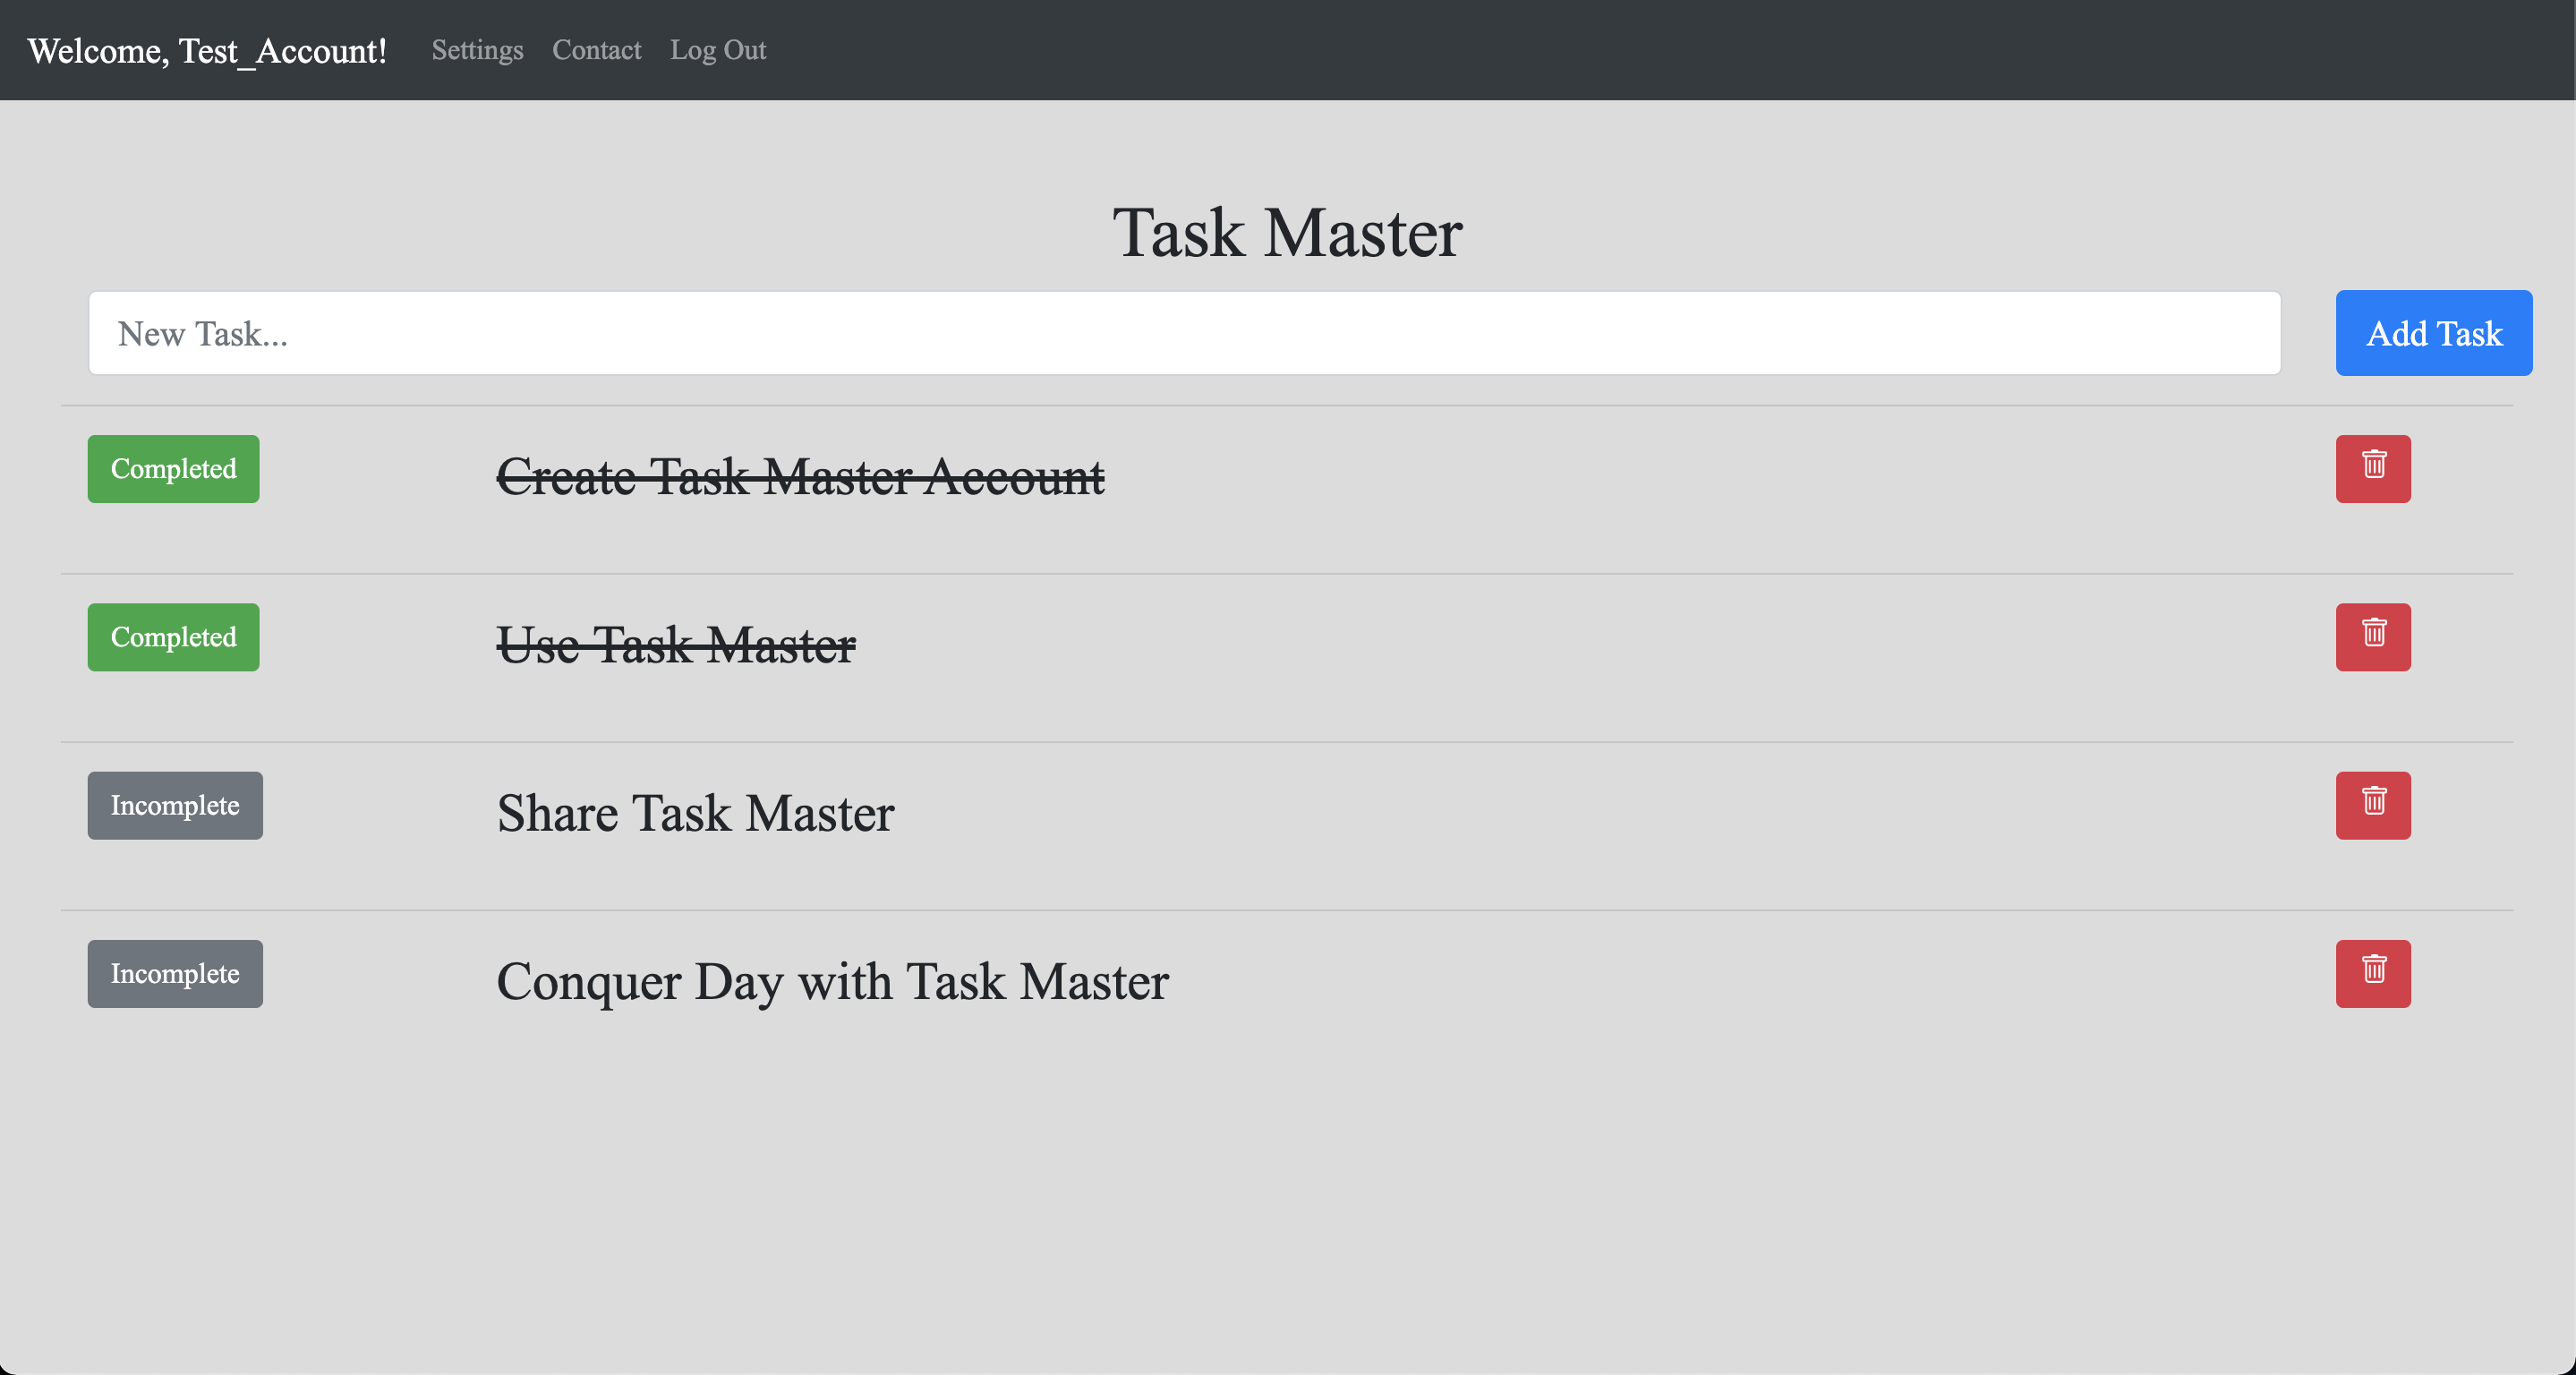 Welcome, Test_Account! Settings Contact Log Out
Task Master
New Task... Add Task
Completed Create Task Master Account
Completed Use Task Master
Incomplete Share Task Master
Incomplete Conquer Day with Task Master